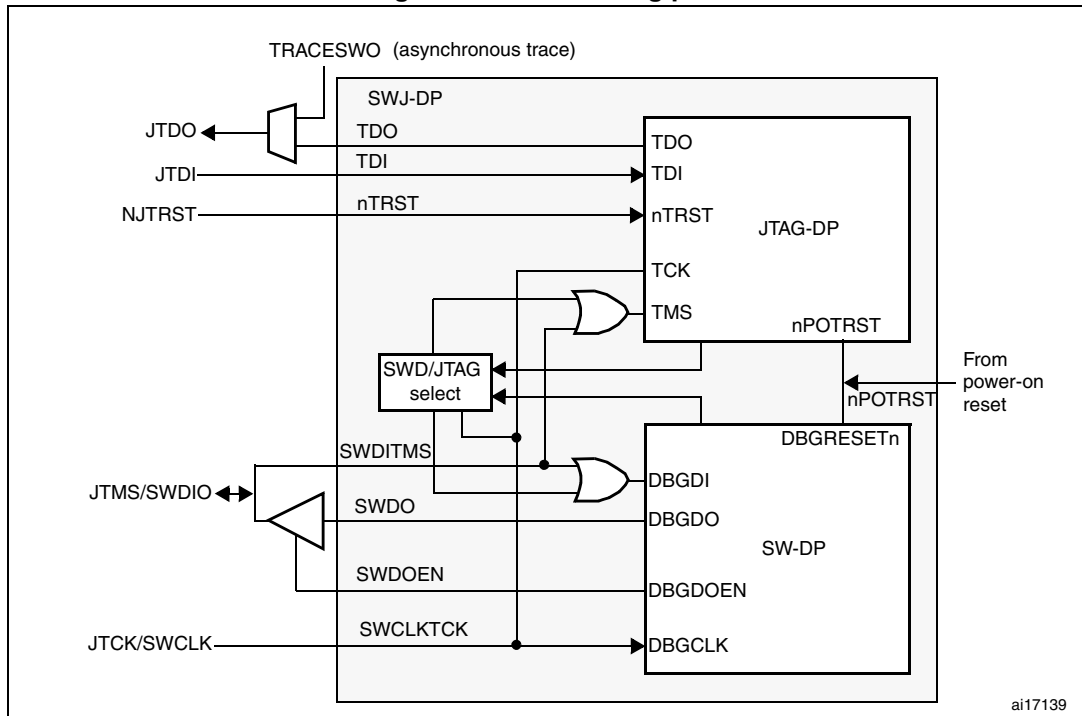 TRACESWO (asynchronous trace)
SWJ-DP
JTDO
TDO
TDO
JTDI
TDI
TDI
NJTRST
nTRST
nTRST
JTAG-DP
TCK
TMS
nPOTRST
SWD/JTAG
select
From
power-on
reset
nPOTRST
DBGRESETn
SWDITMS
DBGDI
JTMS/SWDIO
SWDO
DBGDO
SW-DP
SWDOEN
DBGDOEN
JTCK/SWCLK
SWCLKTCK
DBGCLK
ai17139